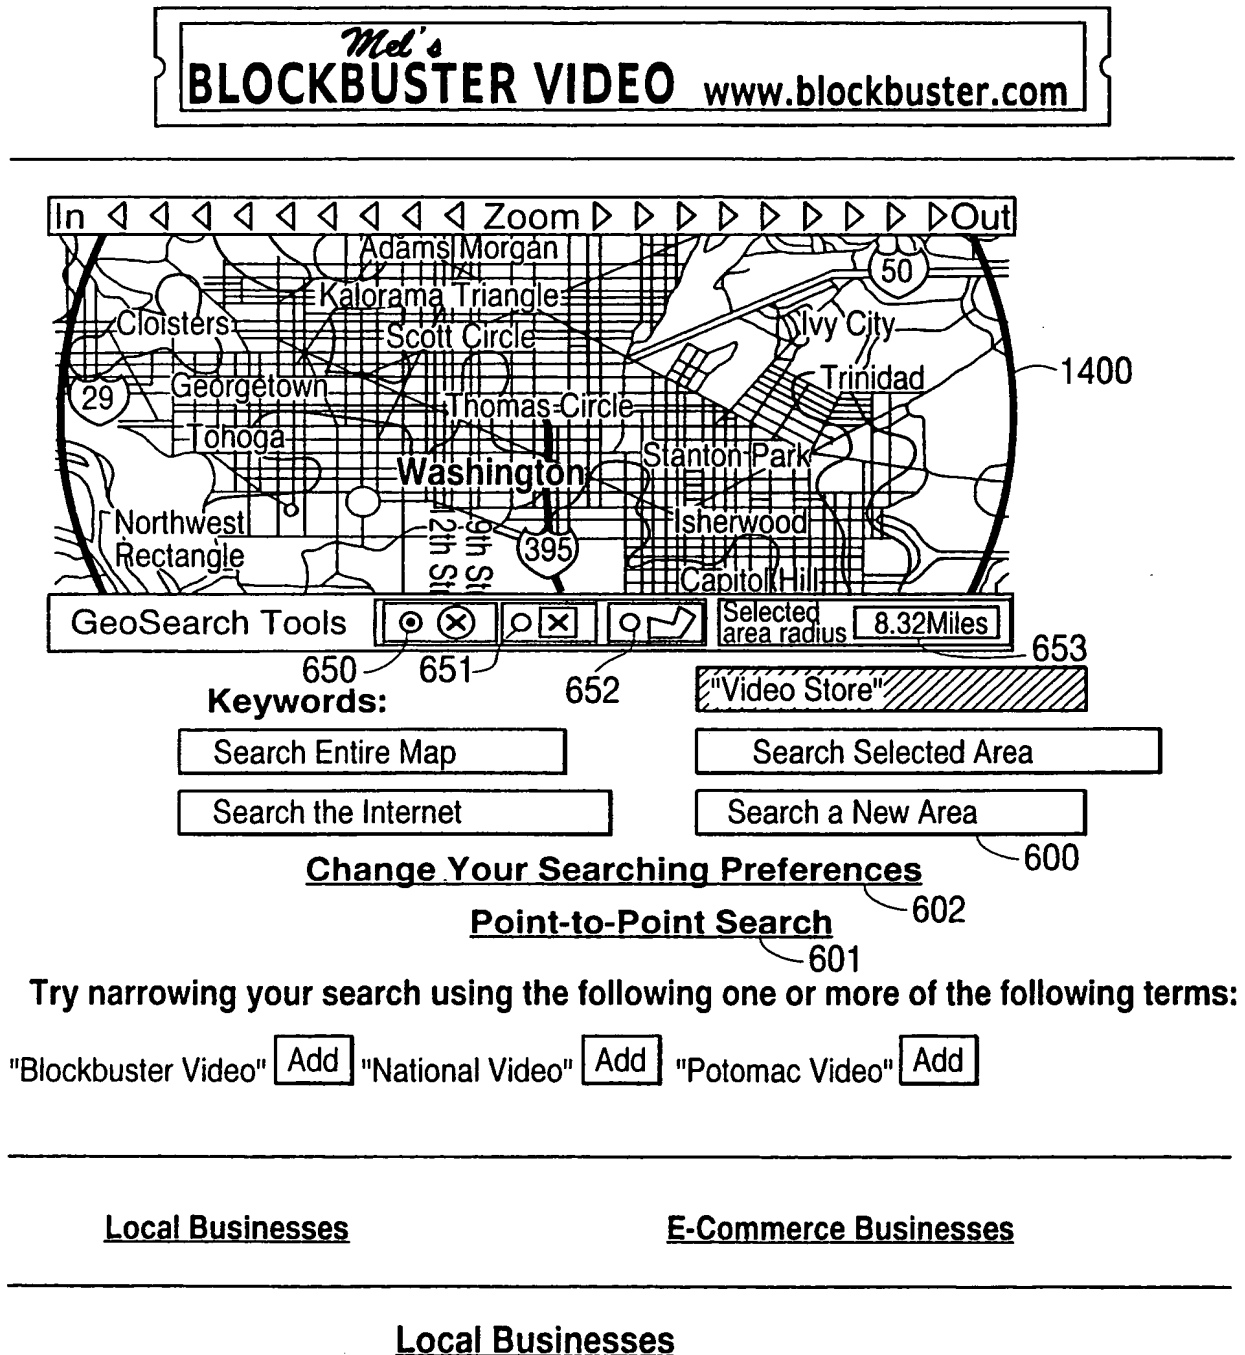 Mel's
BLOCKBUSTER VIDEO www.blockbuster.com
In Zoom Out
Adams Morgan
50
Kalorama Triangle
Cloisters
Scott Circle
Ivy City
1400
29
Georgetown
Trinidad
Thomas Circle
Tohoga
Stanton Park
Washington
Northwest
Rectangle
12th St
9th St
Isherwood
395
Capitol Hill
GeoSearch Tools
Selected
area radius
8.32Miles
650
651
652
653
Keywords:
"Video Store"
Search Entire Map
Search Selected Area
Search the Internet
Search a New Area
600
Change Your Searching Preferences
602
Point-to-Point Search
601
Try narrowing your search using the following one or more of the following terms:
"Blockbuster Video" Add "National Video" Add "Potomac Video" Add
Local Businesses
E-Commerce Businesses
Local Businesses